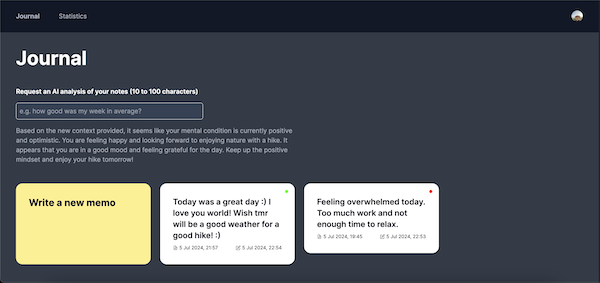 Journal
Statistics
Journal
Request an AI analysis of your notes (10 to 100 characters)
e.g. how good was my week in average?
Based on the new context provided, it seems like your mental condition is currently positive
and optimistic. You are feeling happy and looking forward to enjoying nature with a hike. It
appears that you are in a good mood and feeling grateful for the day. Keep up the positive
mindset and enjoy your hike tomorrow!
Write a new memo
Today was a great day :) I
love you world! Wish tmr
will be a good weather for a
good hike! :)
5 Jul 2024, 21:57
5 Jul 2024, 22:54
Feeling overwhelmed today.
Too much work and not
enough time to relax.
5 Jul 2024, 19:45
5 Jul 2024, 22:53